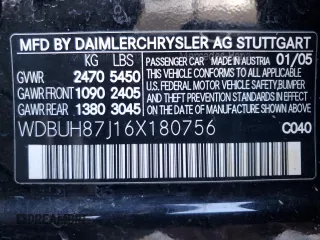 MFD BY DAIMLERCHRYSLER AG STUTTGART
KG LBS PASSENGER CAR MADE IN AUSTRIA 01/05
GVWR 2470 5450 THIS VEHICLE CONFORMS TO ALL APPLICABLE
GAWR FRONT 1090 2405 U.S. FEDERAL MOTOR VEHICLE SAFETY
GAWR REAR 1380 3045 BUMPER, AND THEFT PREVENTION STANDARDS IN EFFECT ON THE DATE OF MANUFACTURE SHOWN ABOVE
WDBUH87J16X180756
C040